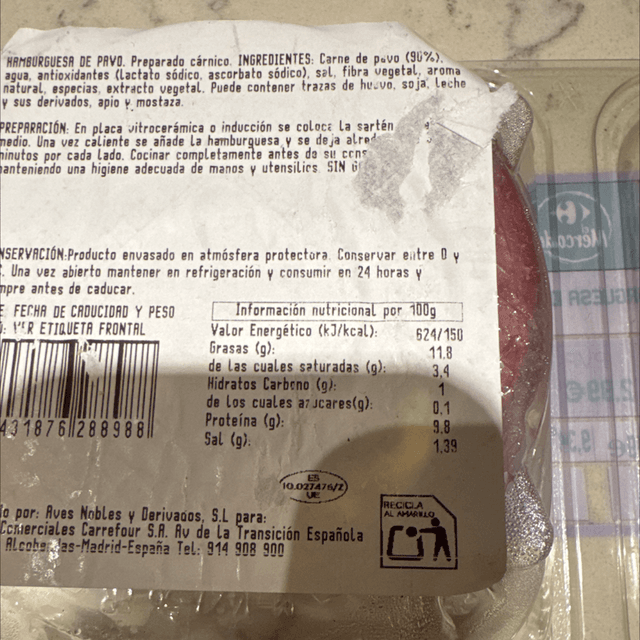 HAMBURGUESA DE PAVO. Preparado cárnico. INGREDIENTES: Carne de pavo (90%),
agua, antioxidantes (lactato sódico, ascorbato sódico), sal, fibra vegetal, aroma
natural, especias, extracto vegetal. Puede contener trazas de huevo, soja, leche
y sus derivados, apio y mostaza.
PREPARACIÓN: En placa vitrocerámica o inducción se coloca la sartén
medio. Una vez caliente se añade la hamburguesa y se deja alred
minutos por cada lado. Cocinar completamente antes de su cons
manteniendo una higiene adecuada de manos y utensilios. SIN G
NSERVACIÓN:Producto envasado en atmósfera protectora. Conservar entre 0 y
. Una vez abierto mantener en refrigeración y consumir en 24 horas y
mpre antes de caducar.
E: FECHA DE CADUCIDAD Y PESO
: VER ETIQUETA FRONTAL
Información nutricional por 100g
Valor Energético (kJ/kcal): 624/150
Grasas (g): 11,8
de las cuales saturadas (g): 3,4
Hidratos Carbono (g): 1
de los cuales azucares(g): 0,1
Proteína (g): 9,8
Sal (g): 1,39
431876 288988
ES
10.027476/Z
UE
RECICLA
AL AMARILLO
o por: Aves Nobles y Derivados, S.L para:
Comerciales Carrefour S.A. Av de la Transición Española
Alcobendas-Madrid-España Tel: 914 908 900